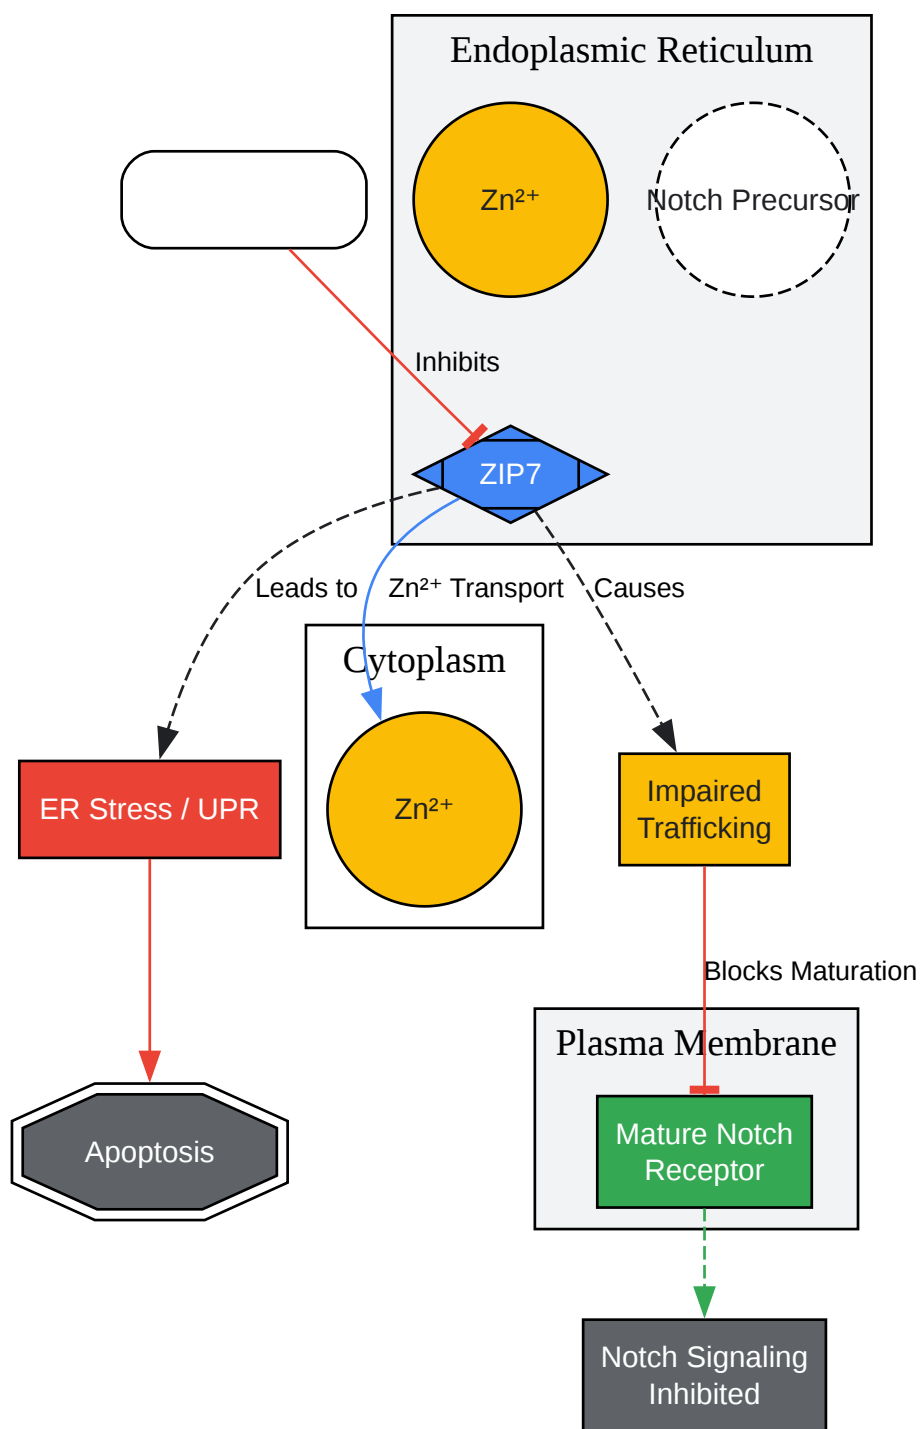 Endoplasmic Reticulum
Zn²⁺
Notch Precursor
Inhibits
ZIP7
Leads to
Zn²⁺ Transport
Causes
Cytoplasm
ER Stress / UPR
Zn²⁺
Impaired
Trafficking
Blocks Maturation
Plasma Membrane
Mature Notch
Receptor
Apoptosis
Notch Signaling
Inhibited